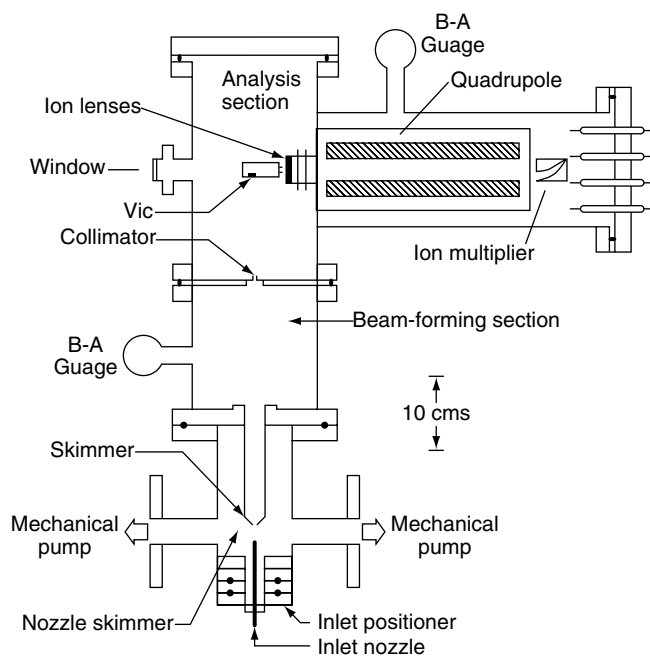 B-A
Guage
Analysis
section
Quadrupole
Ion lenses
Window
Vic
Collimator
Ion multiplier
Beam-forming section
B-A
Guage
10 cms
Skimmer
Mechanical
pump
Mechanical
pump
Nozzle skimmer
Inlet positioner
Inlet nozzle